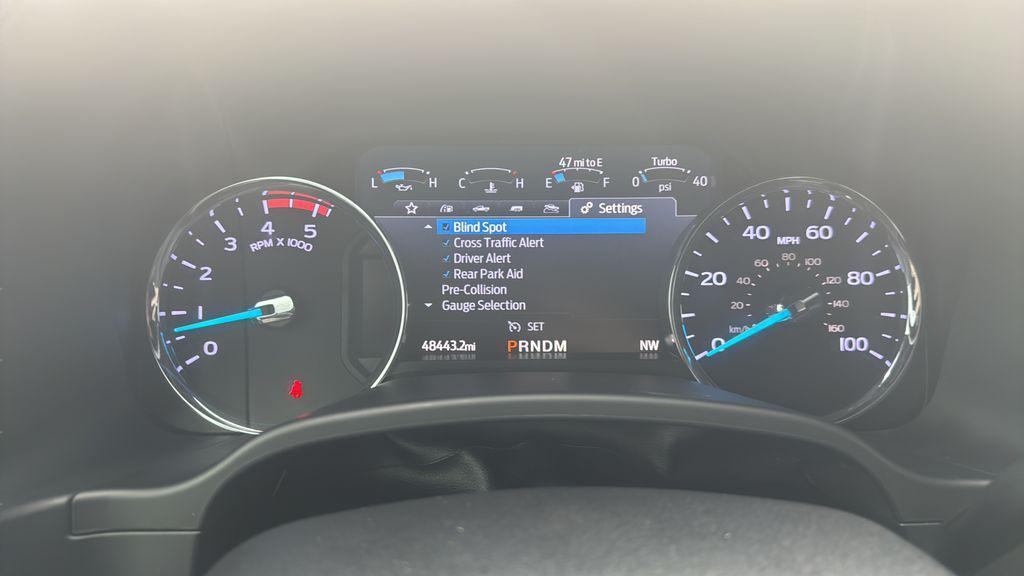 47 mi to E
Turbo
L H
C H
E F
0 40
psi
Settings
Blind Spot
Cross Traffic Alert
Driver Alert
Rear Park Aid
Pre-Collision
Gauge Selection
SET
48443.2mi
PRNDM
NW
0
1
2
3
4
5
RPM X 1000
0
20
40
60
80
100
MPH
20
40
60
80
100
120
140
160
km/h